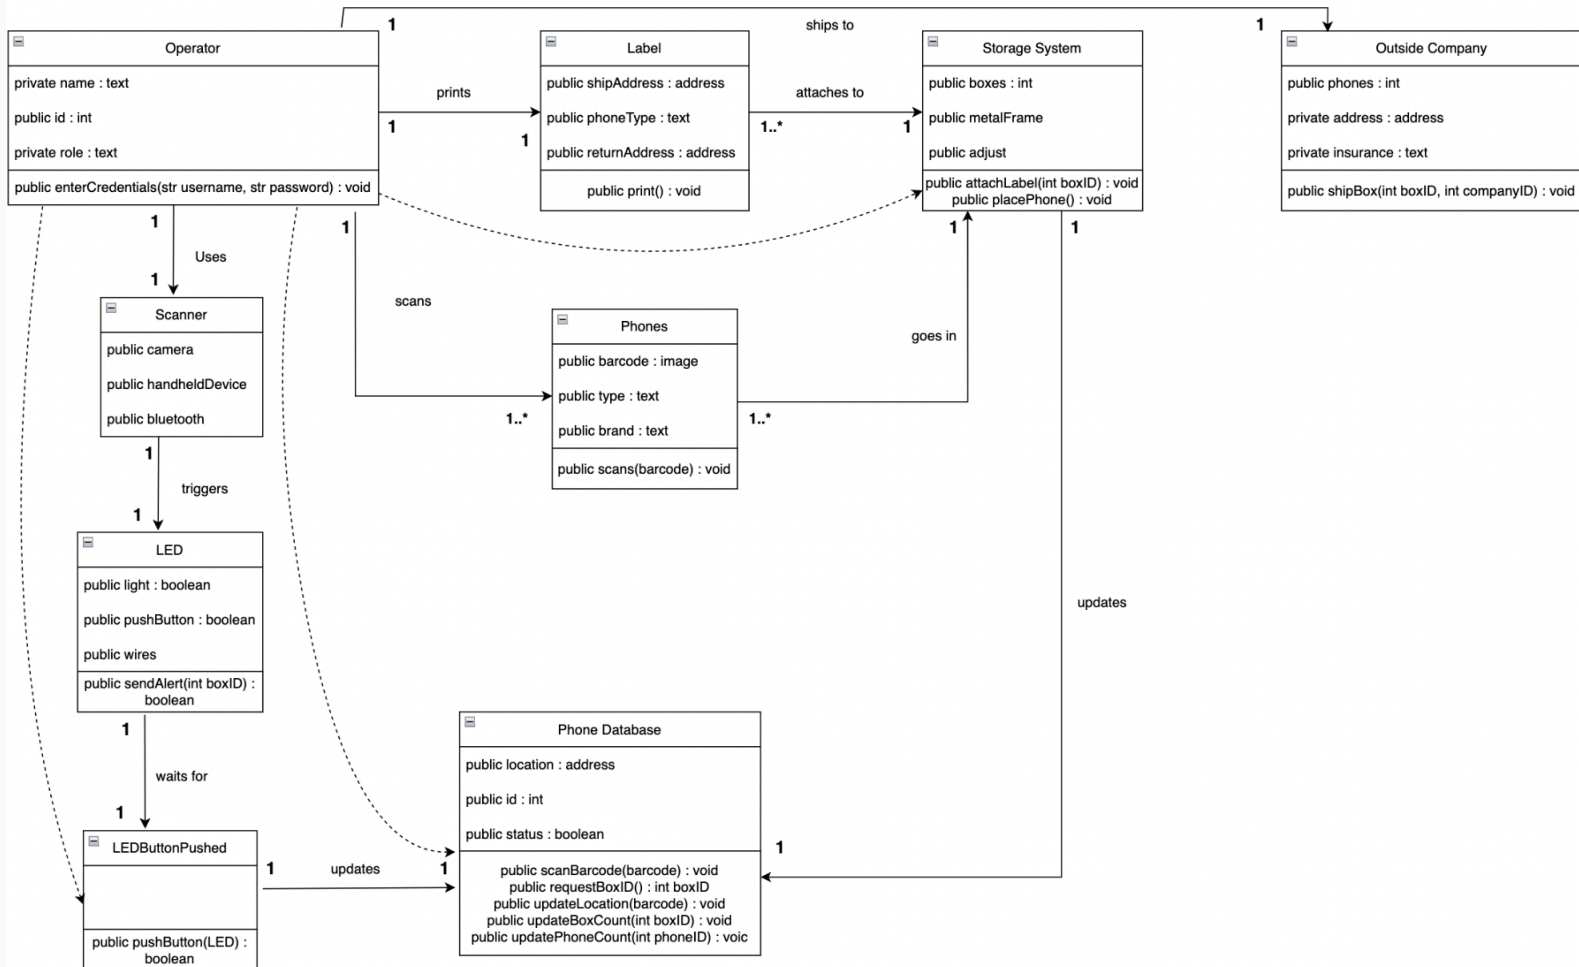 1
ships to
1
Operator
private name : text
public id : int
private role : text
public enterCredentials(str username, str password) : void
prints
1
1
Label
public shipAddress : address
public phoneType : text
public returnAddress : address
public print() : void
attaches to
1..*
1
Storage System
public boxes : int
public metalFrame
public adjust
public attachLabel(int boxID) : void
public placePhone() : void
Outside Company
public phones : int
private address : address
private insurance : text
public shipBox(int boxID, int companyID) : void
1
Uses
1
1
scans
1..*
1
goes in
1..*
1
updates
1
Scanner
public camera
public handheldDevice
public bluetooth
Phones
public barcode : image
public type : text
public brand : text
public scans(barcode) : void
1
triggers
1
LED
public light : boolean
public pushButton : boolean
public wires
public sendAlert(int boxID) :
boolean
1
waits for
1
LEDButtonPushed
public pushButton(LED) :
boolean
1
updates
1
Phone Database
public location : address
public id : int
public status : boolean
public scanBarcode(barcode) : void
public requestBoxID() : int boxID
public updateLocation(barcode) : void
public updateBoxCount(int boxID) : void
public updatePhoneCount(int phoneID) : voic